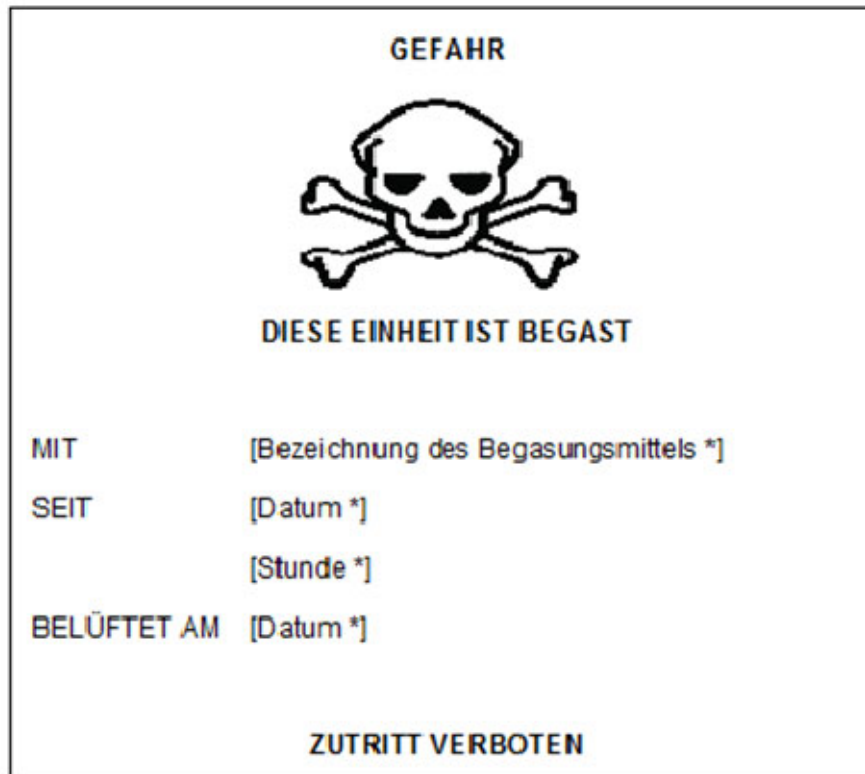 GEFAHR
DIESE EINHEIT IST BEGAST
MIT [Bezeichnung des Begasungsmittels *]
SEIT [Datum *]
[Stunde *]
BELÜFTET AM [Datum *]
ZUTRITT VERBOTEN